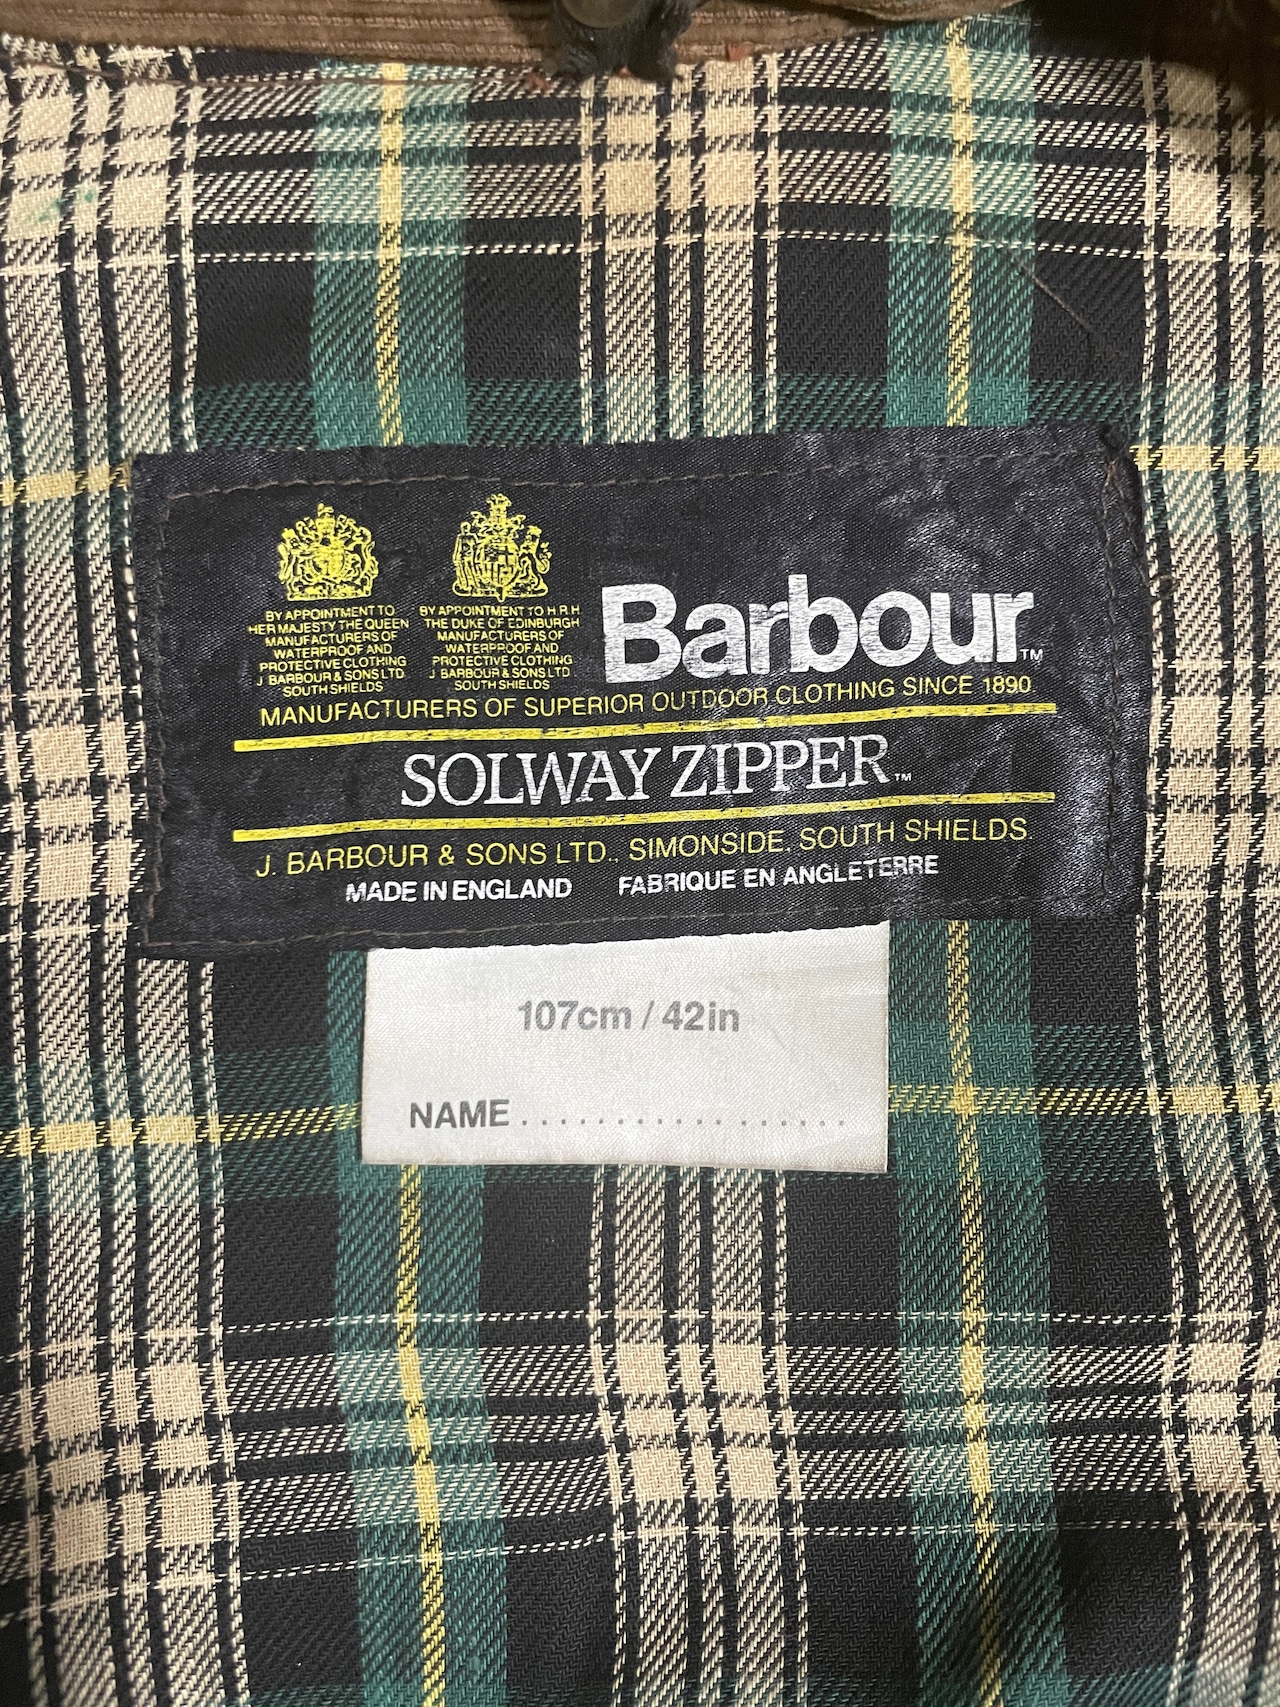 BY APPOINTMENT TO
HER MAJESTY THE QUEEN
MANUFACTURERS OF
WATERPROOF AND
PROTECTIVE CLOTHING
J BARBOUR & SONS LTD
SOUTH SHIELDS
BY APPOINTMENT TO H.R.H
THE DUKE OF EDINBURGH
MANUFACTURERS OF
WATERPROOF AND
PROTECTIVE CLOTHING
J BARBOUR & SONS LTD
SOUTH SHIELDS
Barbour™
MANUFACTURERS OF SUPERIOR OUTDOOR CLOTHING SINCE 1890.
SOLWAY ZIPPER™
J. BARBOUR & SONS LTD., SIMONSIDE, SOUTH SHIELDS.
MADE IN ENGLAND FABRIQUE EN ANGLETERRE
107cm / 42in
NAME..................